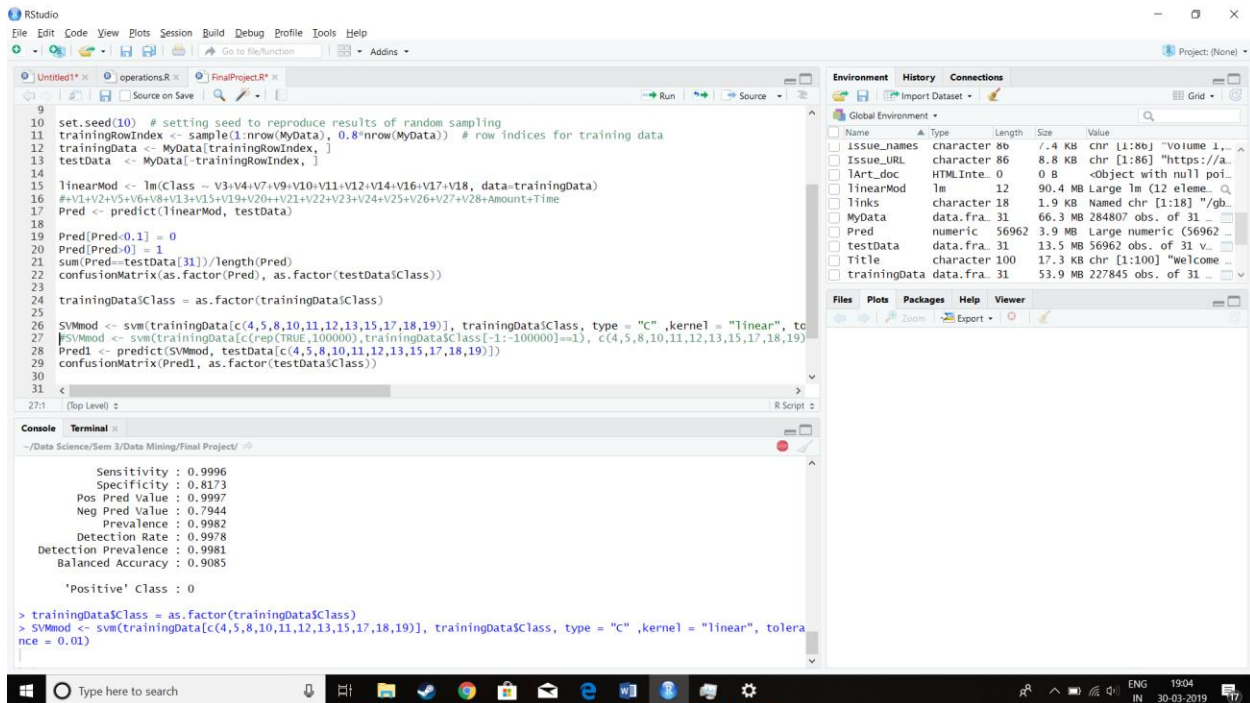 RStudio
File Edit Code View Plots Session Build Debug Profile Tools Help
Go to file/function Addins Project: (None)
Untitled1* operations.R FinalProject.R*
Source on Save Run Source
9
10 set.seed(10) # setting seed to reproduce results of random sampling
11 trainingRowIndex <- sample(1:nrow(MyData), 0.8*nrow(MyData)) # row indices for training data
12 trainingData <- MyData[trainingRowIndex, ]
13 testData <- MyData[-trainingRowIndex, ]
14
15 linearMod <- lm(Class ~ V3+V4+V7+V9+V10+V11+V12+V14+V16+V17+V18, data=trainingData)
16 #+V1+V2+V5+V6+V8+V13+V15+V19+V20++V21+V22+V23+V24+V25+V26+V27+V28+Amount+Time
17 Pred <- predict(linearMod, testData)
18
19 Pred[Pred<0.1] = 0
20 Pred[Pred>0] = 1
21 sum(Pred==testData[31])/length(Pred)
22 confusionMatrix(as.factor(Pred), as.factor(testData$Class))
23
24 trainingData$Class = as.factor(trainingData$Class)
25
26 SVMmod <- svm(trainingData[c(4,5,8,10,11,12,13,15,17,18,19)], trainingData$Class, type = "C" ,kernel = "linear", to
27 #SVMmod <- svm(trainingData[c(rep(TRUE,100000),trainingData$Class[-1:-100000]==1), c(4,5,8,10,11,12,13,15,17,18,19)
28 Pred1 <- predict(SVMmod, testData[c(4,5,8,10,11,12,13,15,17,18,19)])
29 confusionMatrix(Pred1, as.factor(testData$Class))
30
31
27:1 (Top Level) R Script
Console Terminal
~/Data Science/Sem 3/Data Mining/Final Project/
Sensitivity : 0.9996
Specificity : 0.8173
Pos Pred Value : 0.9997
Neg Pred Value : 0.7944
Prevalence : 0.9982
Detection Rate : 0.9978
Detection Prevalence : 0.9981
Balanced Accuracy : 0.9085
'Positive' Class : 0
> trainingData$Class = as.factor(trainingData$Class)
> SVMmod <- svm(trainingData[c(4,5,8,10,11,12,13,15,17,18,19)], trainingData$Class, type = "C" ,kernel = "linear", tolera
nce = 0.01)
Environment History Connections
Import Dataset Grid
Global Environment
Name Type Length Size Value
Issue_names character 86 7.4 KB chr [1:86] "Volume 1,…
Issue_URL character 86 8.8 KB chr [1:86] "https://a…
lArt_doc HTMLInte… 0 0 B <Object with null poi…
linearMod lm 12 90.4 MB Large lm (12 eleme…
links character 18 1.9 KB Named chr [1:18] "/gb…
MyData data.fra… 31 66.3 MB 284807 obs. of 31 …
Pred numeric 56962 3.9 MB Large numeric (56962 …
testData data.fra… 31 13.5 MB 56962 obs. of 31 v…
Title character 100 17.3 KB chr [1:100] "Welcome …
trainingData data.fra… 31 53.9 MB 227845 obs. of 31 …
Files Plots Packages Help Viewer
Zoom Export
Type here to search
ENG 19:04
IN 30-03-2019
17